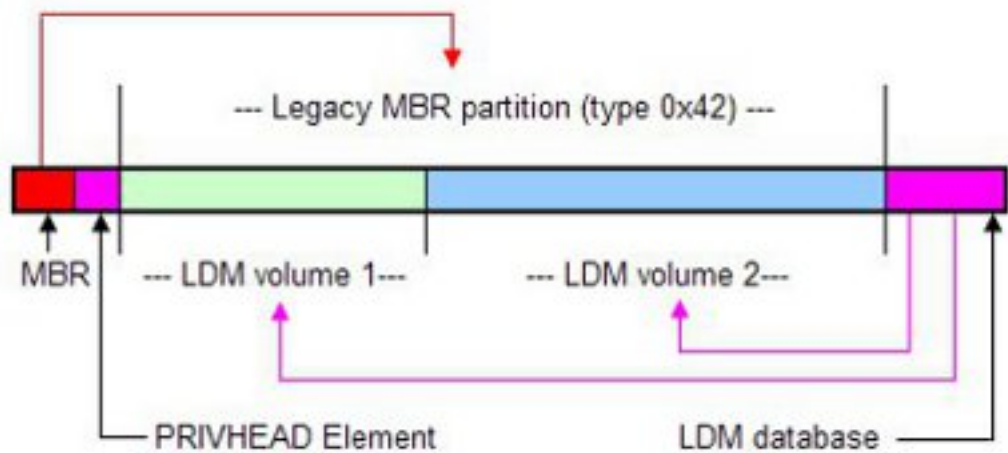 --- Legacy MBR partition (type 0x42) ---
MBR
--- LDM volume 1---
--- LDM volume 2---
PRIVHEAD Element
LDM database